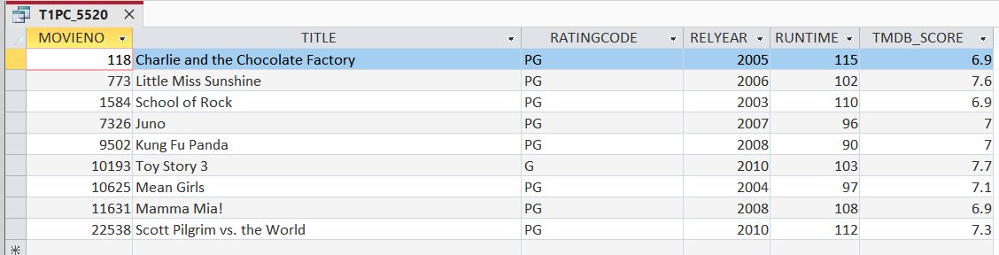 T1PC_5520
MOVIENO TITLE RATINGCODE RELYEAR RUNTIME TMDB_SCORE
118 Charlie and the Chocolate Factory PG 2005 115 6.9
773 Little Miss Sunshine PG 2006 102 7.6
1584 School of Rock PG 2003 110 6.9
7326 Juno PG 2007 96 7
9502 Kung Fu Panda PG 2008 90 7
10193 Toy Story 3 G 2010 103 7.7
10625 Mean Girls PG 2004 97 7.1
11631 Mamma Mia! PG 2008 108 6.9
22538 Scott Pilgrim vs. the World PG 2010 112 7.3